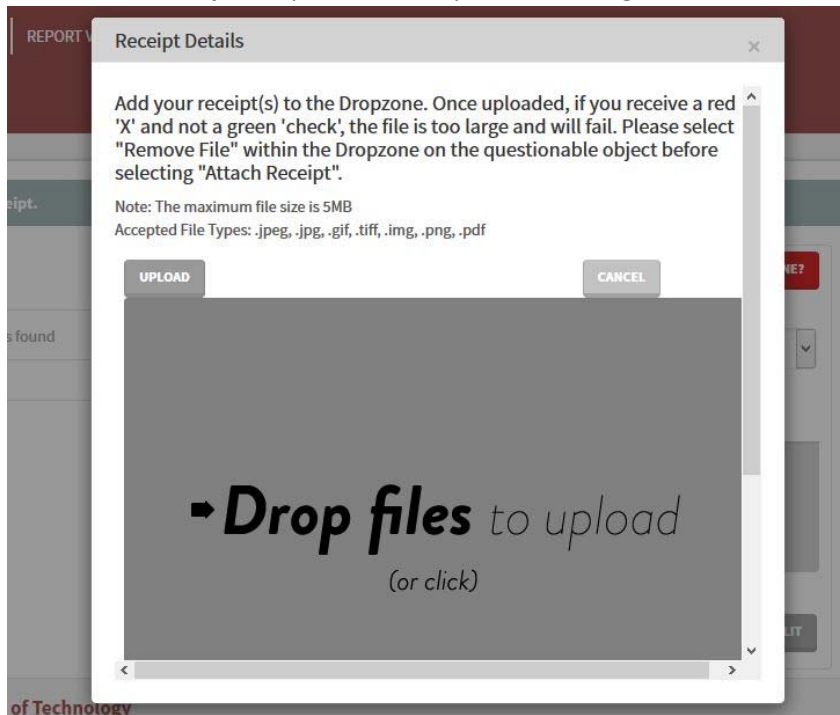 REPORT
Receipt Details
×
Add your receipt(s) to the Dropzone. Once uploaded, if you receive a red
'X' and not a green 'check', the file is too large and will fail. Please select
"Remove File" within the Dropzone on the questionable object before
selecting "Attach Receipt".
Note: The maximum file size is 5MB
Accepted File Types: .jpeg, .jpg, .gif, .tiff, .img, .png, .pdf
UPLOAD
CANCEL
found
Drop files to upload
(or click)
of Technology